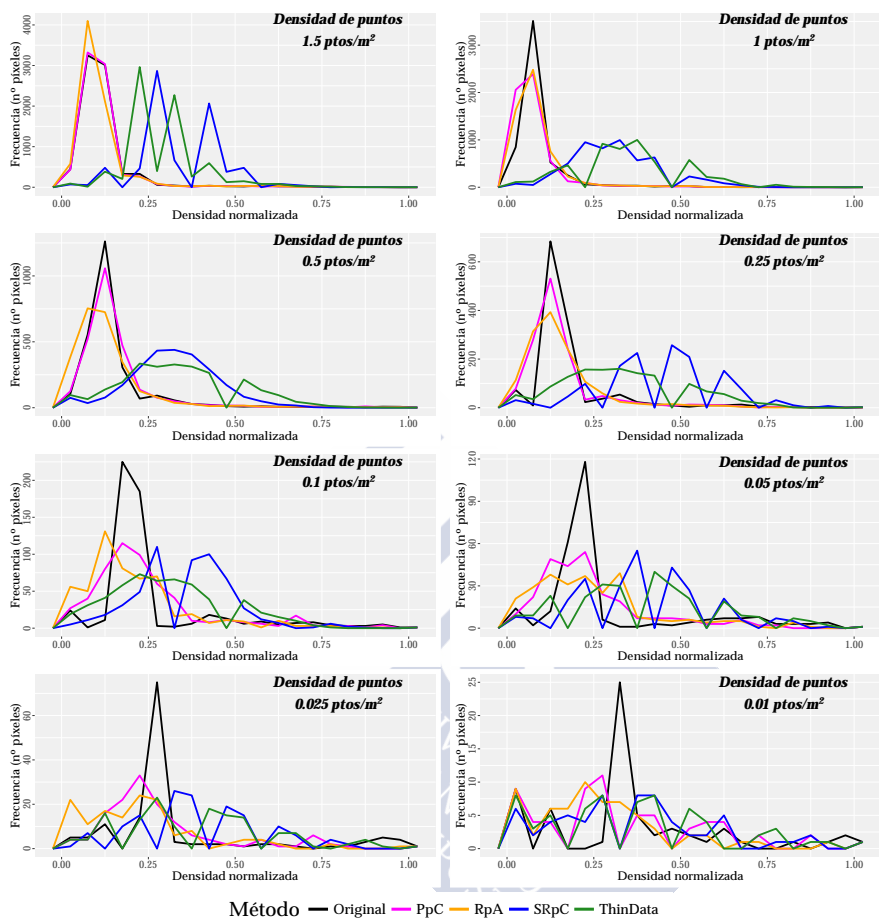 Densidad de puntos
1.5 ptos/m²
Frecuencia (nº píxeles)
4000
3000
2000
1000
0
0.00 0.25 0.50 0.75 1.00
Densidad normalizada
Densidad de puntos
1 ptos/m²
Frecuencia (nº píxeles)
3000
2000
1000
0
0.00 0.25 0.50 0.75 1.00
Densidad normalizada
Densidad de puntos
0.5 ptos/m²
Frecuencia (nº píxeles)
1000
500
0
0.00 0.25 0.50 0.75 1.00
Densidad normalizada
Densidad de puntos
0.25 ptos/m²
Frecuencia (nº píxeles)
600
400
200
0
0.00 0.25 0.50 0.75 1.00
Densidad normalizada
Densidad de puntos
0.1 ptos/m²
Frecuencia (nº píxeles)
200
150
100
50
0
0.00 0.25 0.50 0.75 1.00
Densidad normalizada
Densidad de puntos
0.05 ptos/m²
Frecuencia (nº píxeles)
120
90
60
30
0
0.00 0.25 0.50 0.75 1.00
Densidad normalizada
Densidad de puntos
0.025 ptos/m²
Frecuencia (nº píxeles)
60
40
20
0
0.00 0.25 0.50 0.75 1.00
Densidad normalizada
Densidad de puntos
0.01 ptos/m²
Frecuencia (nº píxeles)
25
20
15
10
5
0
0.00 0.25 0.50 0.75 1.00
Densidad normalizada
Método Original PpC RpA SRpC ThinData